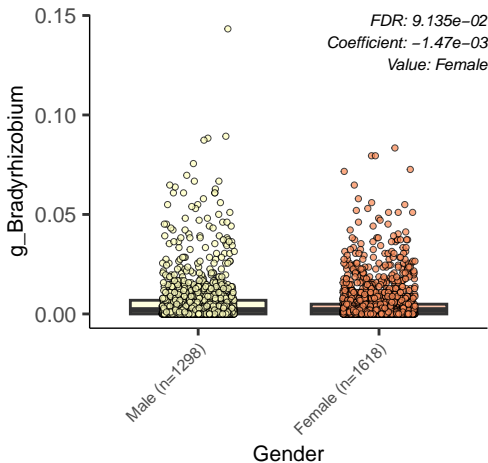 FDR: 9.135e−02
Coefficient: −1.47e−03
Value: Female
0.15
0.10
0.05
0.00
g_Bradyrhizobium
Male (n=1298)
Female (n=1618)
Gender